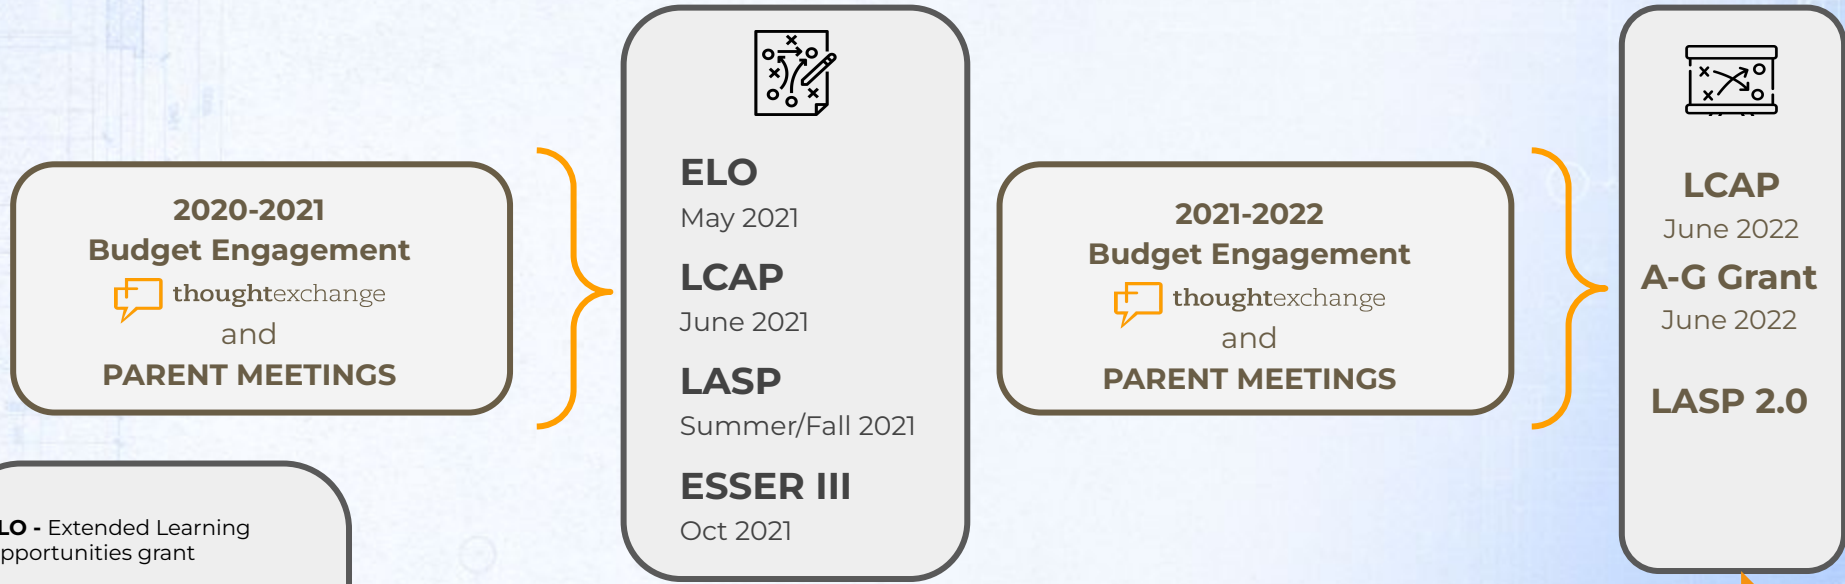 2020-2021
Budget Engagement
thoughtexchange
and
PARENT MEETINGS
ELO
May 2021
LCAP
June 2021
LASP
Summer/Fall 2021
ESSER III
Oct 2021
2021-2022
Budget Engagement
thoughtexchange
and
PARENT MEETINGS
LCAP
June 2022
A-G Grant
June 2022
LASP 2.0
LO - Extended Learning
pportunities grant